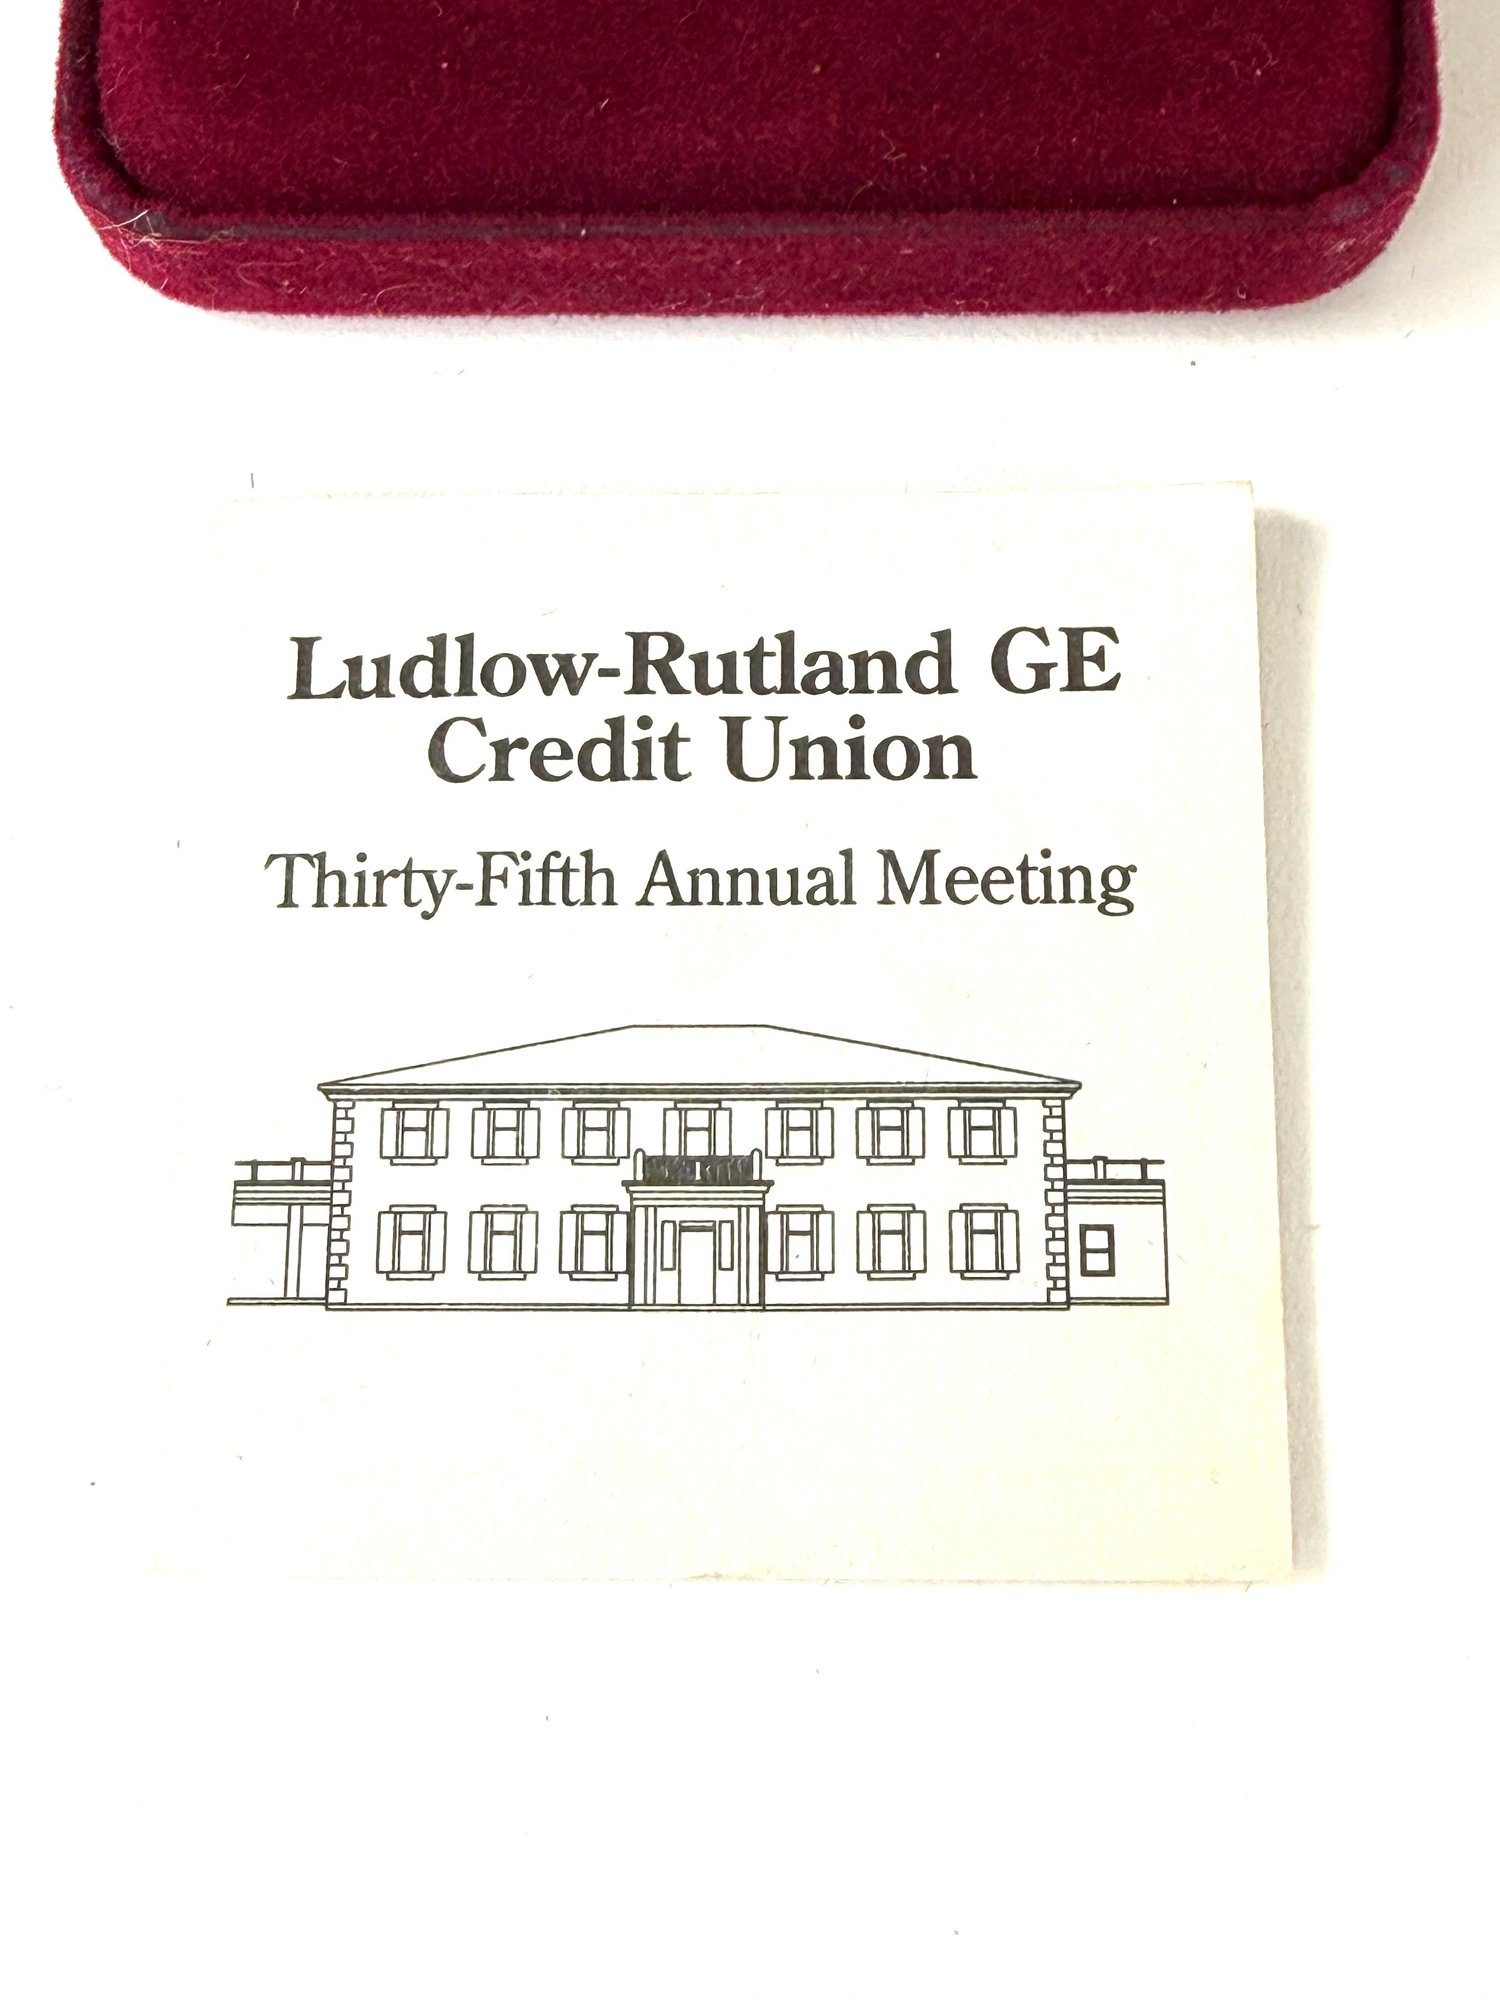 Ludlow-Rutland GE
Credit Union
Thirty-Fifth Annual Meeting